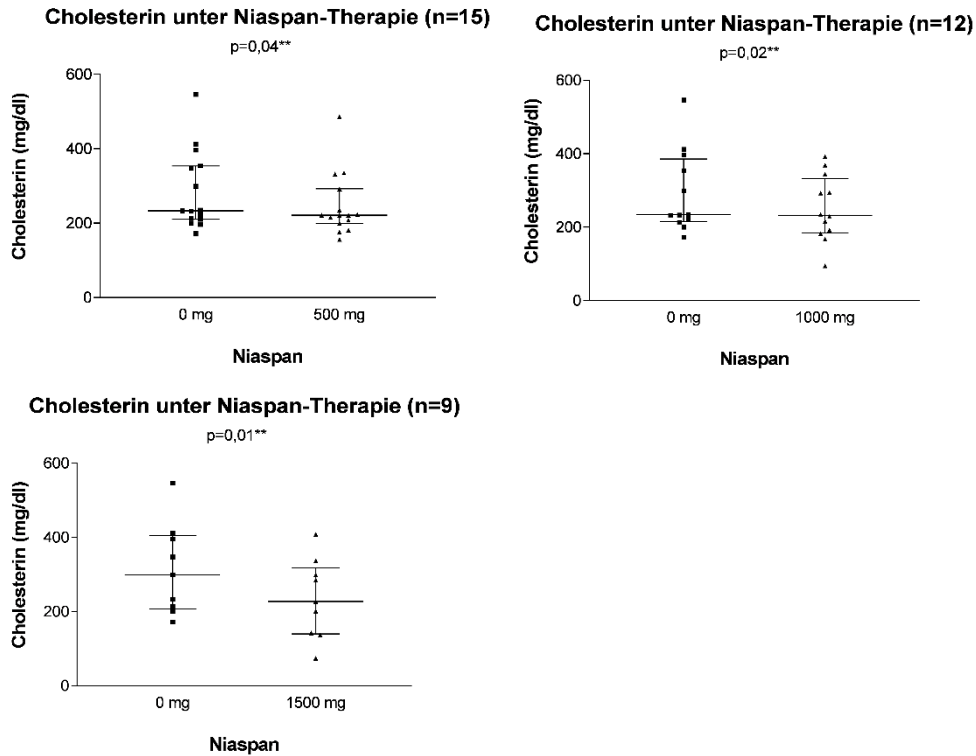 Cholesterin unter Niaspan-Therapie (n=15)
p=0,04**
Cholesterin (mg/dl)
600
400
200
0
0 mg
500 mg
Niaspan
Cholesterin unter Niaspan-Therapie (n=12)
p=0,02**
Cholesterin (mg/dl)
600
400
200
0
0 mg
1000 mg
Niaspan
Cholesterin unter Niaspan-Therapie (n=9)
p=0,01**
Cholesterin (mg/dl)
600
400
200
0
0 mg
1500 mg
Niaspan